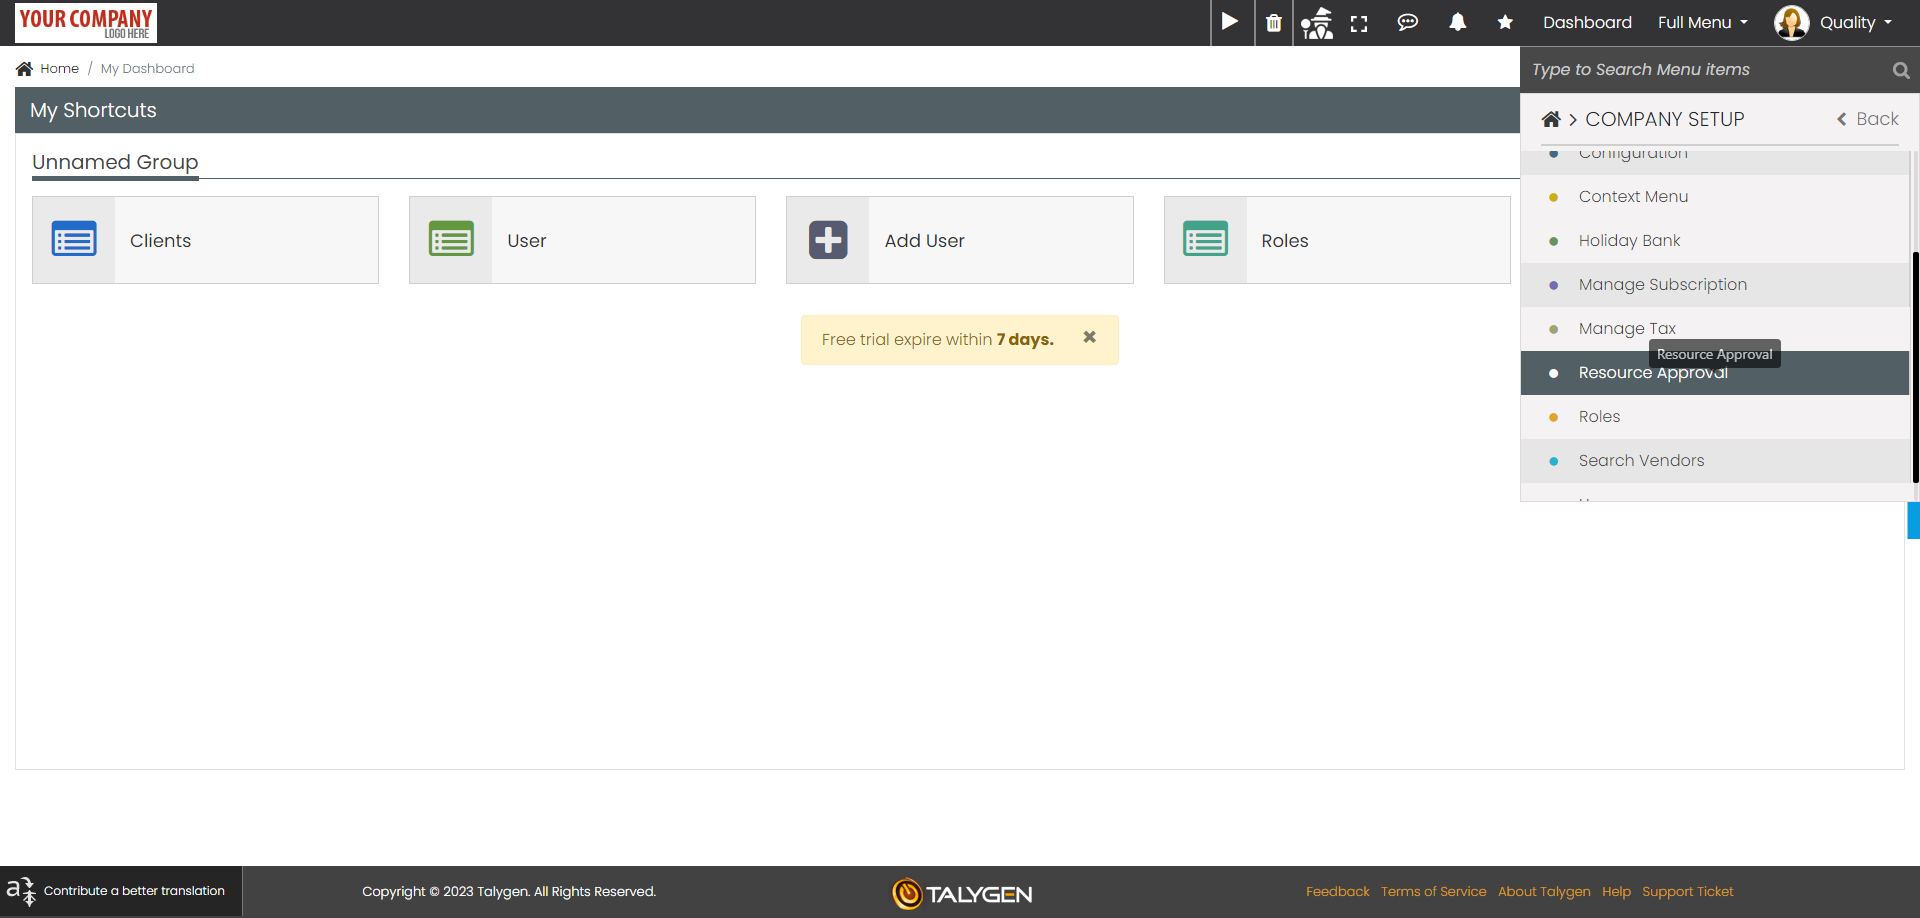 YOUR COMPANY
LOGO HERE
Dashboard
Full Menu
Quality
Home / My Dashboard
Type to Search Menu items
My Shortcuts
COMPANY SETUP
Back
Unnamed Group
Configuration
Context Menu
Clients
User
Add User
Roles
Holiday Bank
Manage Subscription
Free trial expire within 7 days.
Manage Tax
Resource Approval
Resource Approval
Roles
Search Vendors
Contribute a better translation
Copyright © 2023 Talygen. All Rights Reserved.
TALYGEN
Feedback Terms of Service About Talygen Help Support Ticket